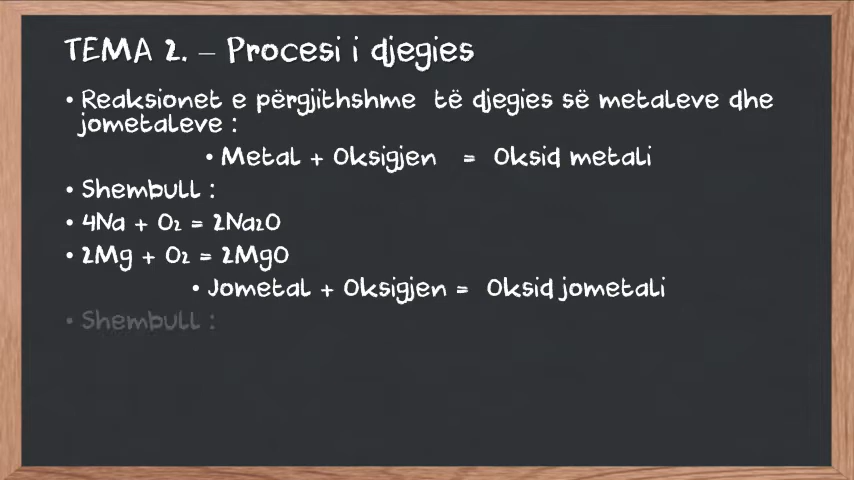 TEMA 2. – Procesi i djegies
• Reaksionet e përgjithshme të djegies së metaleve dhe
jometaleve :
• Metal + Oksigjen = Oksid metali
• Shembull :
• 4Na + O₂ = 2Na₂O
• 2Mg + O₂ = 2MgO
• Jometal + Oksigjen = Oksid jometali
• Shembull :